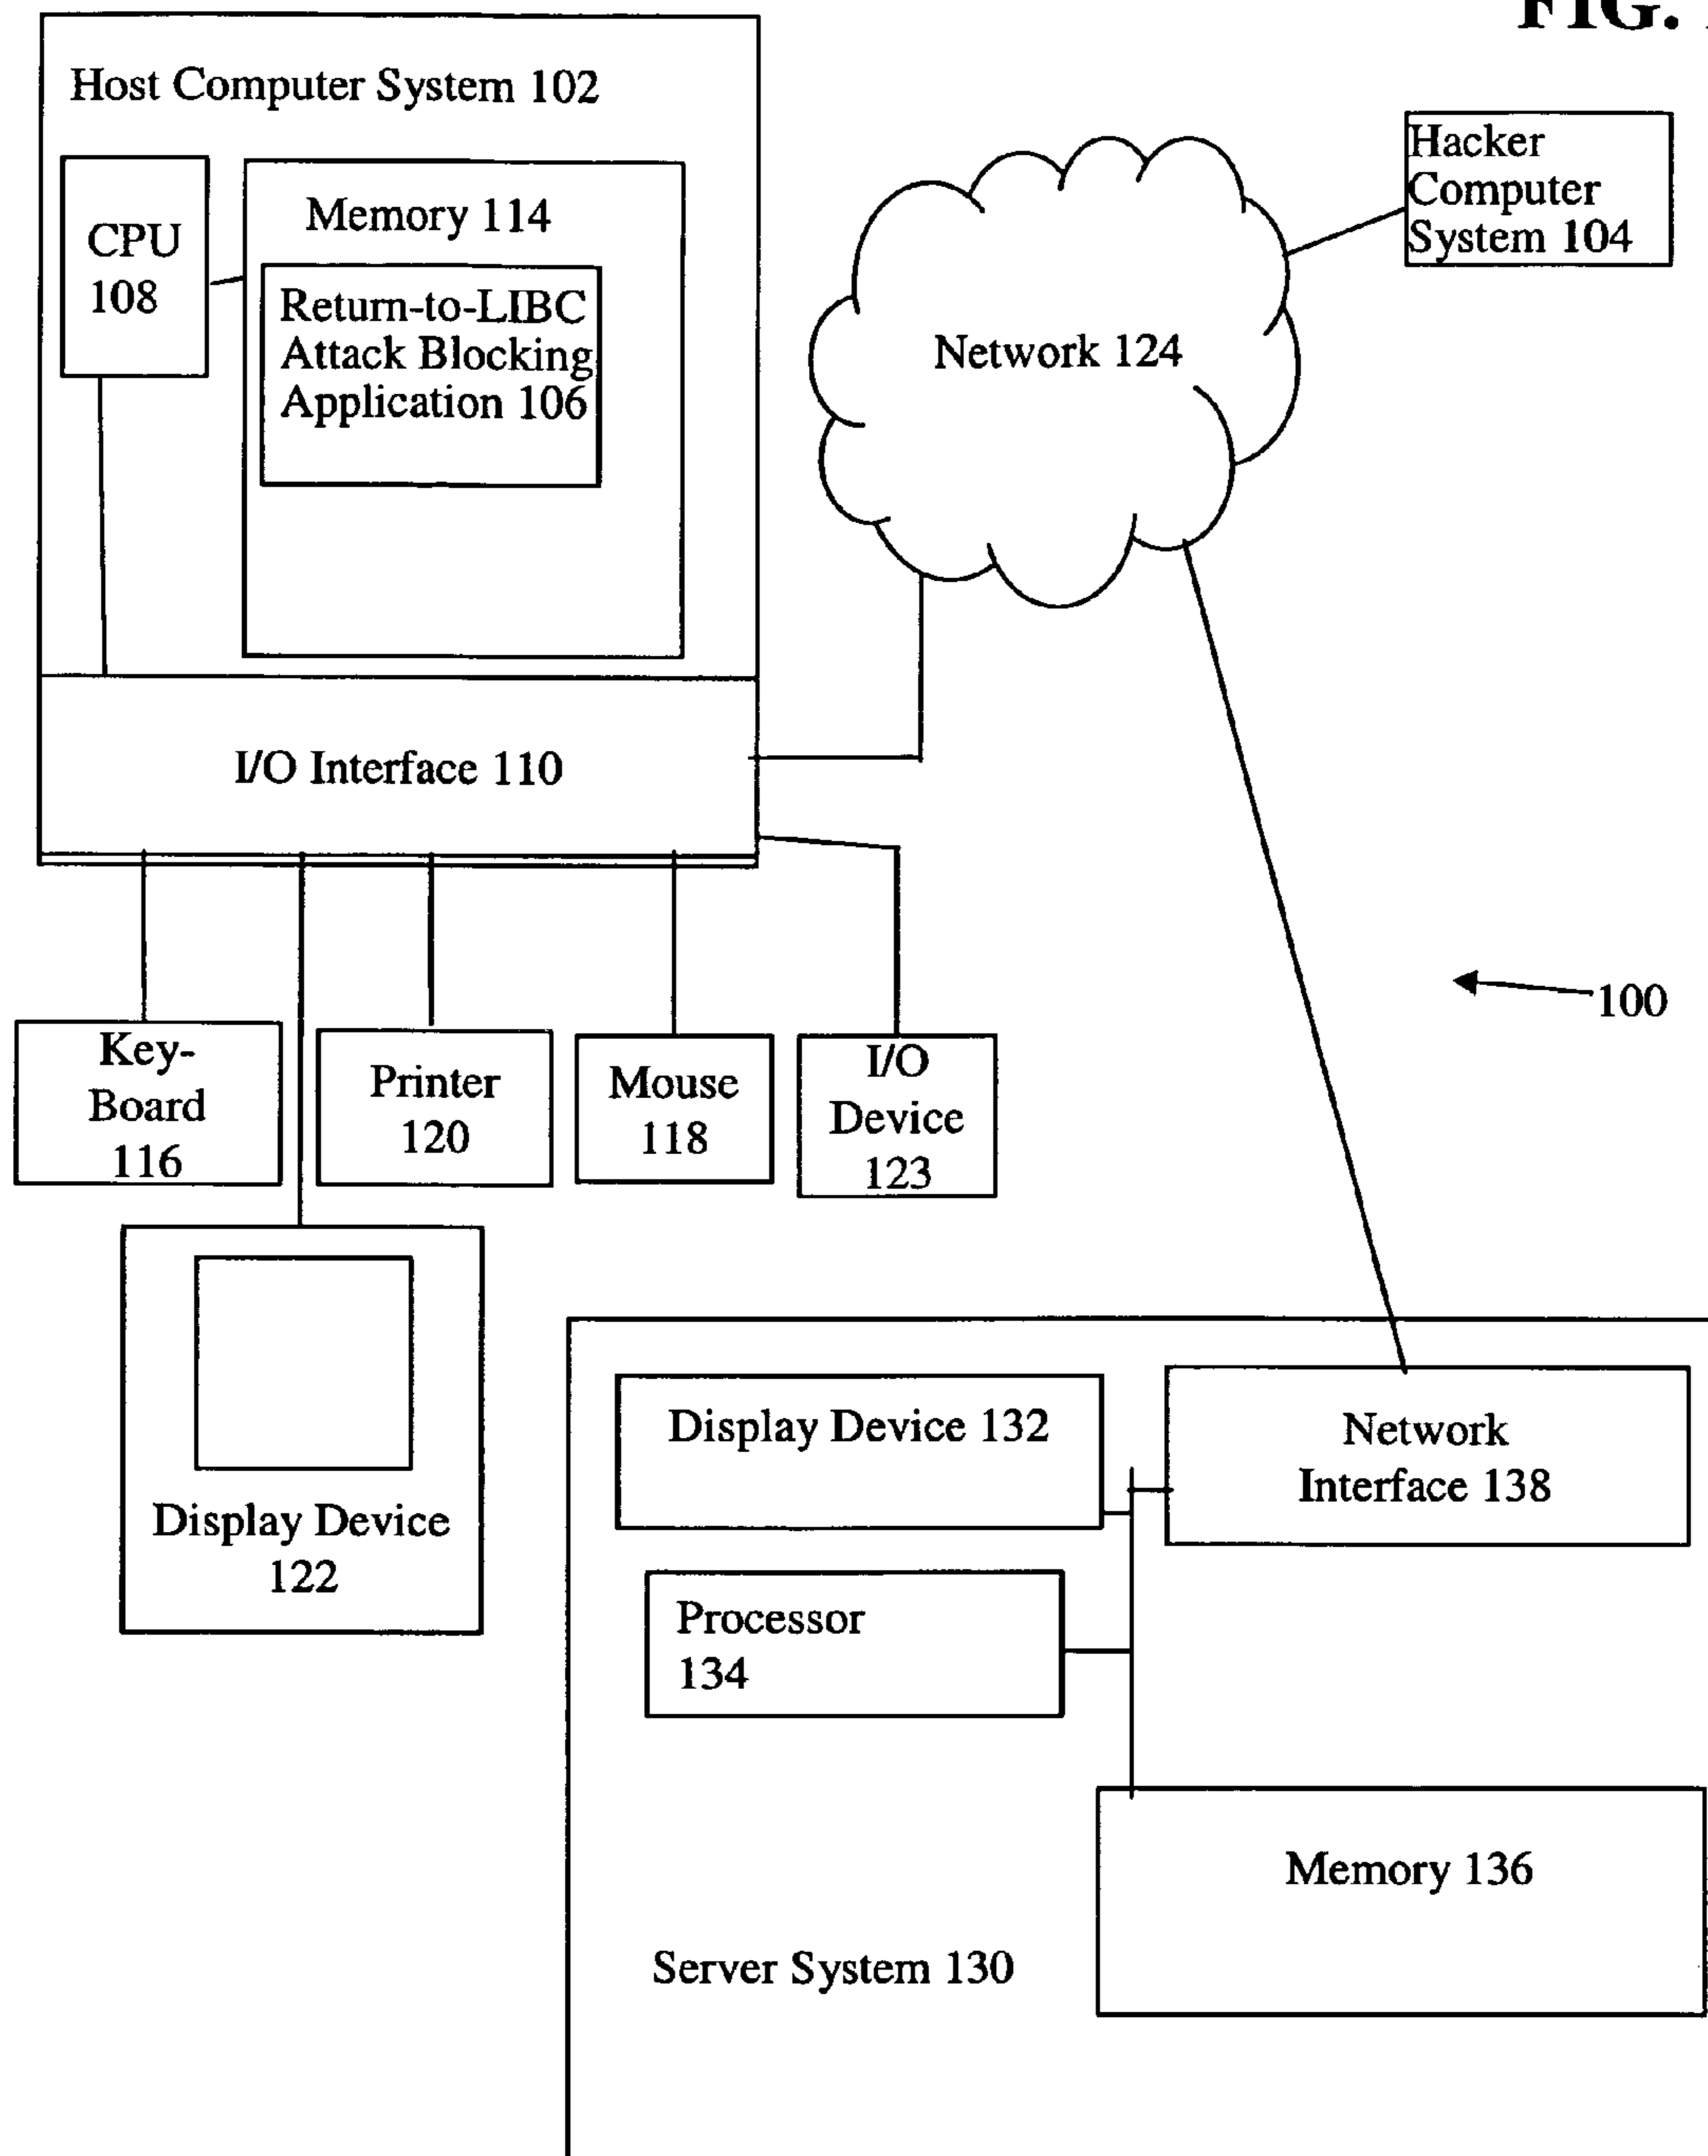 FIG.
Host Computer System 102
Hacker
Computer
System 104
CPU
108
Memory 114
Return-to-LIBC
Attack Blocking
Application 106
Network 124
I/O Interface 110
100
Key-
Board
116
Printer
120
Mouse
118
I/O
Device
123
Display Device
122
Display Device 132
Network
Interface 138
Processor
134
Memory 136
Server System 130